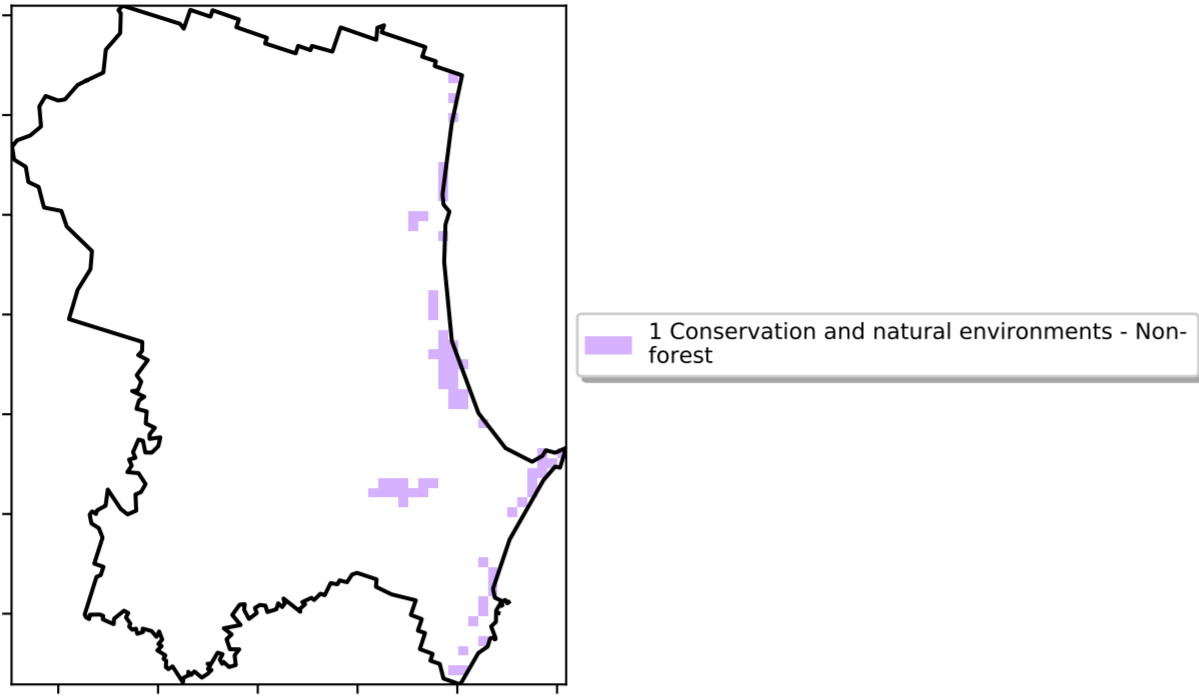 1 Conservation and natural environments - Non-
forest